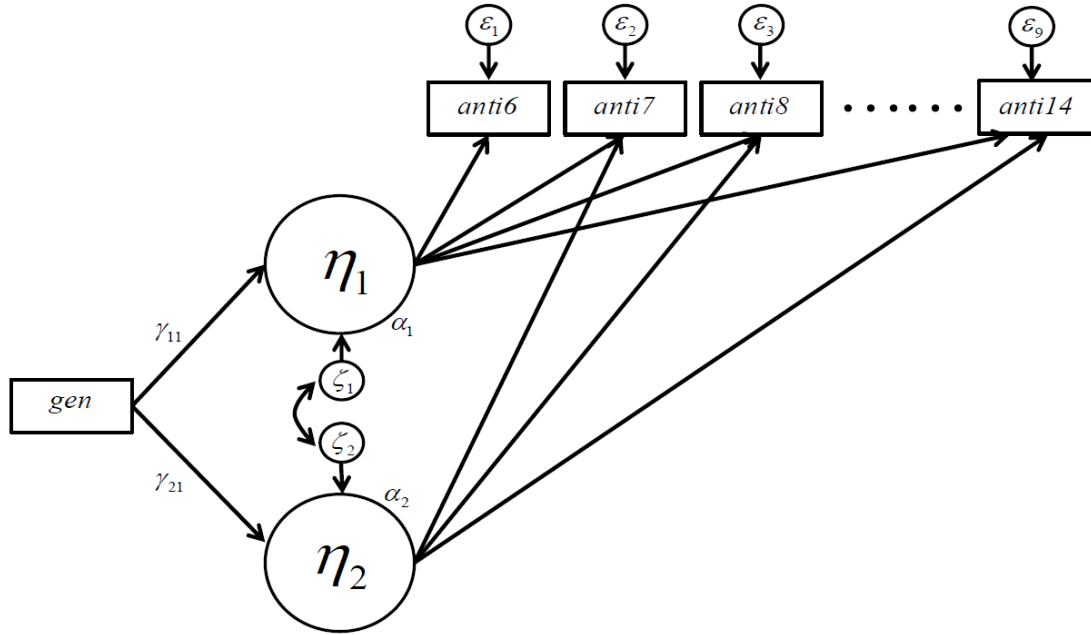 ε₁ ε₂ ε₃ ε₉
anti6 anti7 anti8 ...... anti14
η₁
α₁
γ₁₁
ζ₁
gen
ζ₂
γ₂₁
α₂
η₂